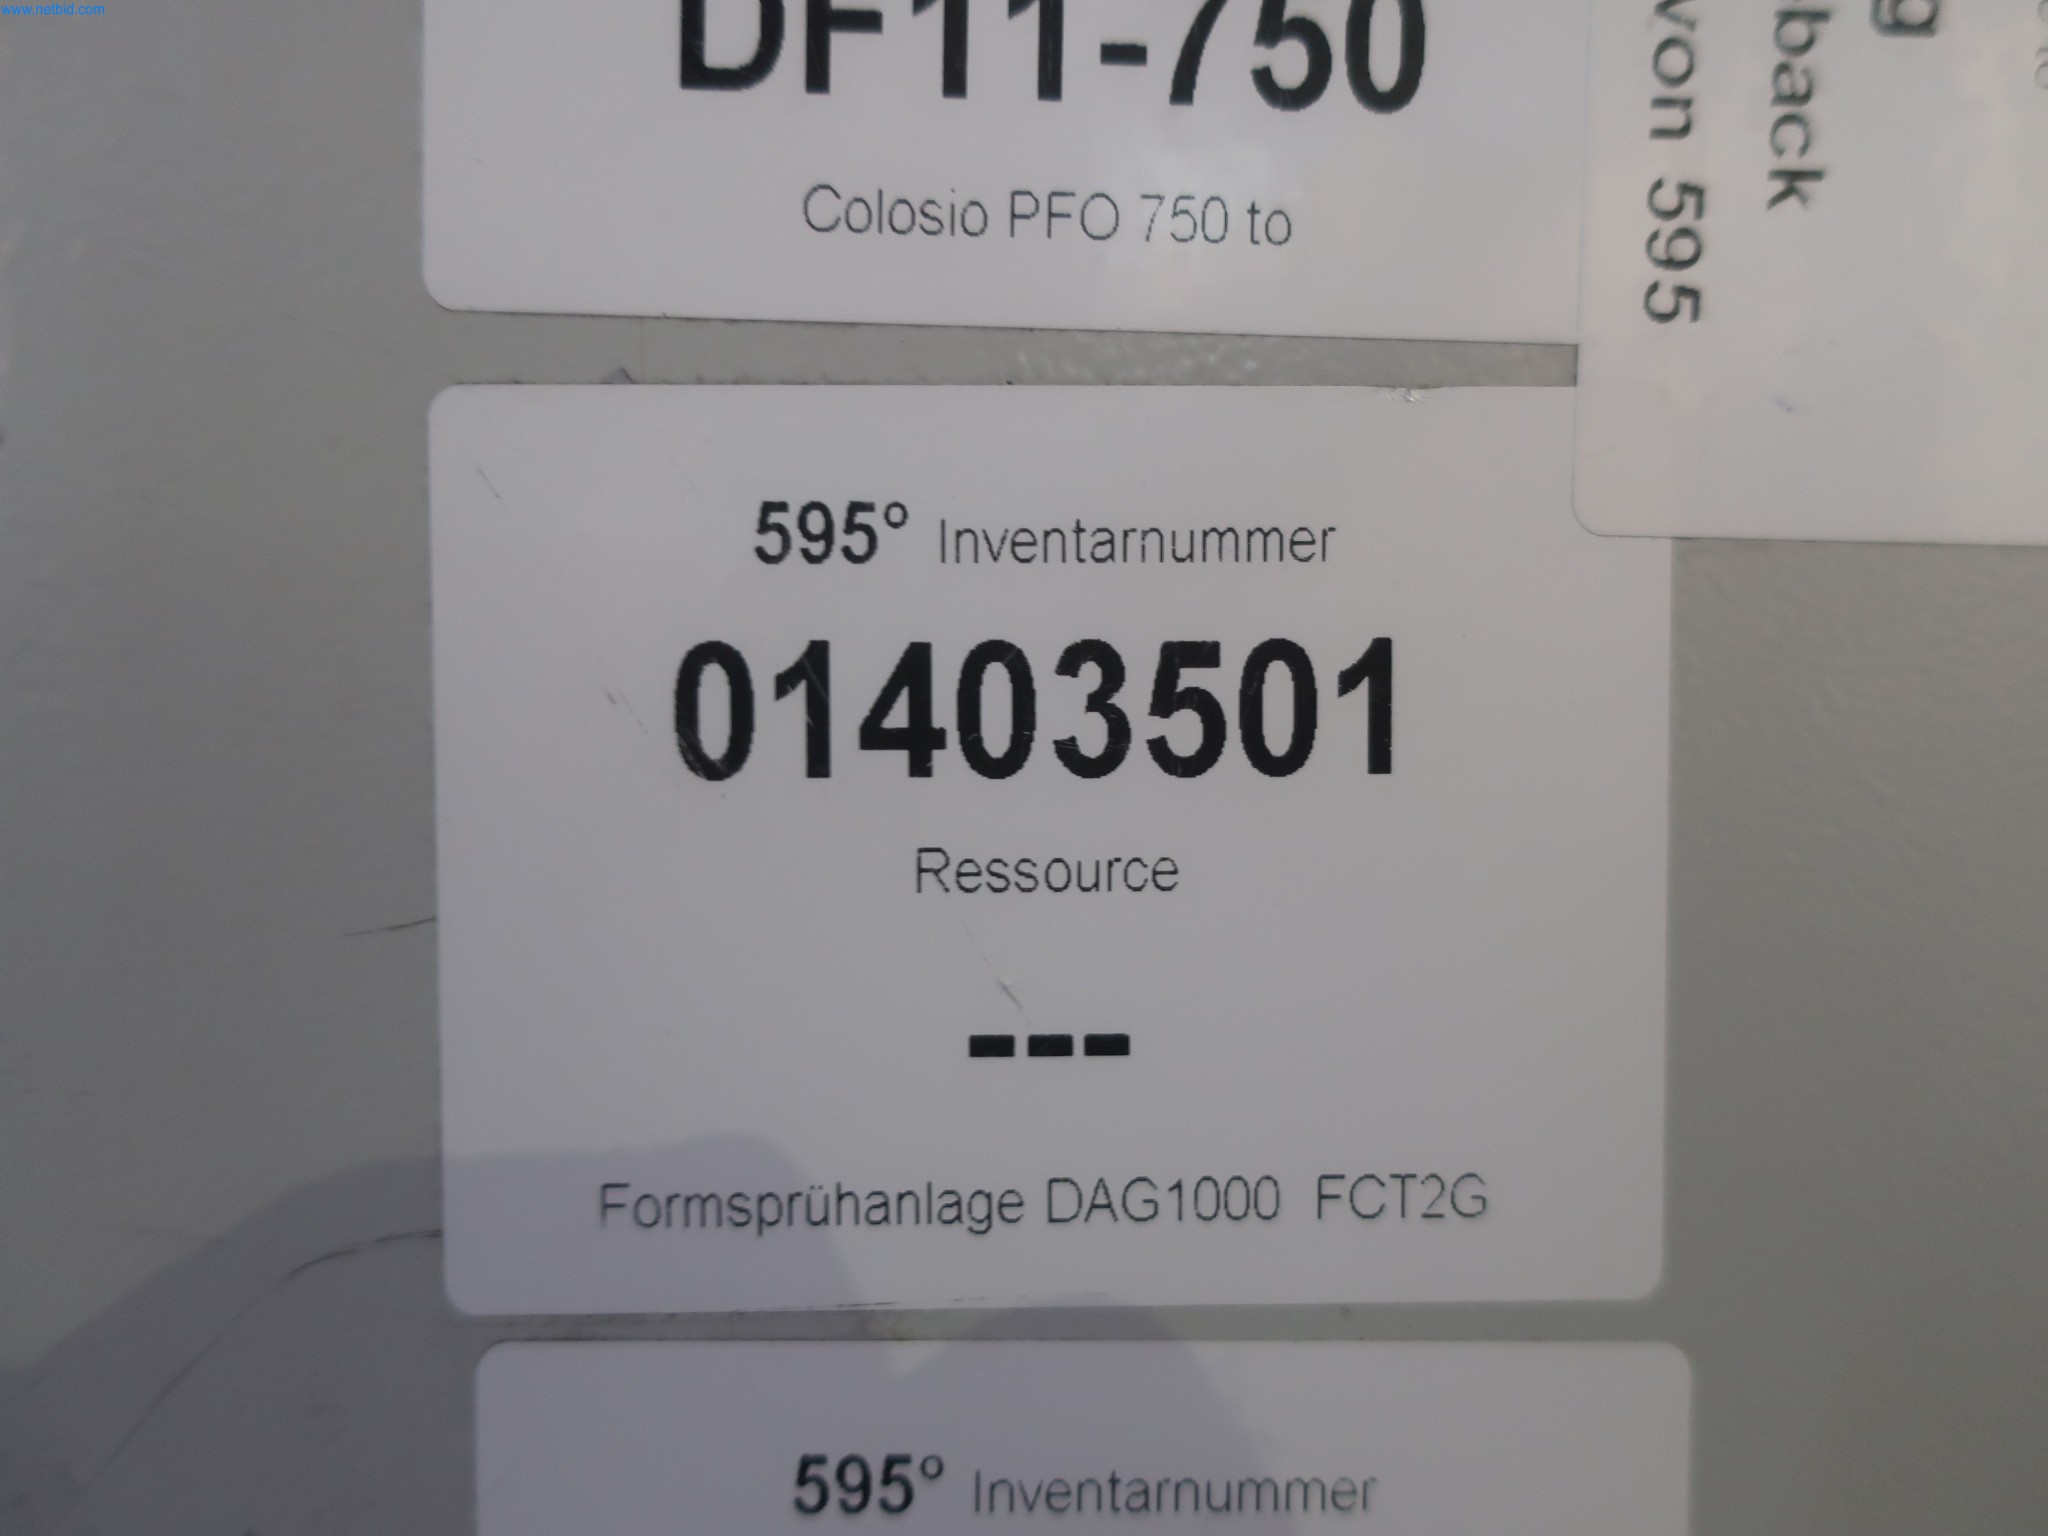 www.netbid.com
DF11-750
Colosio PFO 750 to
von 595
595° Inventarnummer
01403501
Ressource
---
Formsprühanlage DAG1000 FCT2G
595° Inventarnummer